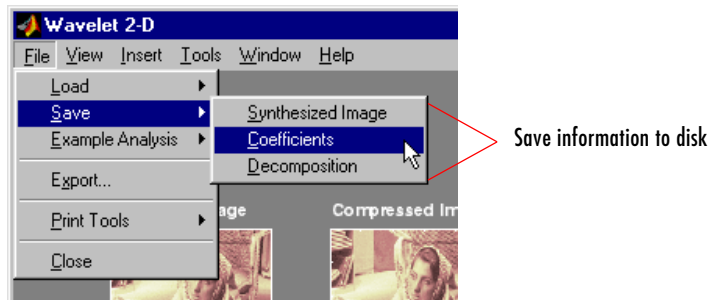 Wavelet 2-D
File View Insert Tools Window Help
Load
Save
Example Analysis
Export...
Print Tools
Close
Synthesized Image
Coefficients
Decomposition
Save information to disk
age
Compressed Im